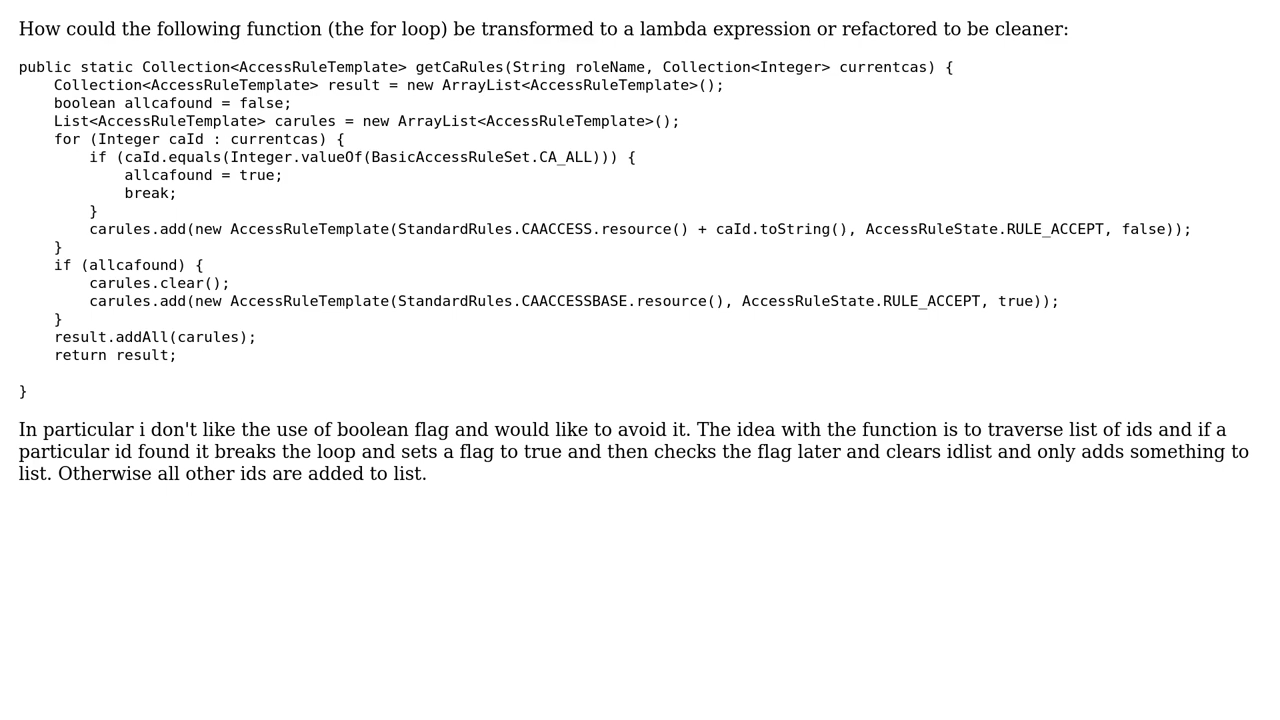 How could the following function (the for loop) be transformed to a lambda expression or refactored to be cleaner:
public static Collection<AccessRuleTemplate> getCaRules(String roleName, Collection<Integer> currentcas) {
    Collection<AccessRuleTemplate> result = new ArrayList<AccessRuleTemplate>();
    boolean allcafound = false;
    List<AccessRuleTemplate> carules = new ArrayList<AccessRuleTemplate>();
    for (Integer caId : currentcas) {
        if (caId.equals(Integer.valueOf(BasicAccessRuleSet.CA_ALL))) {
            allcafound = true;
            break;
        }
        carules.add(new AccessRuleTemplate(StandardRules.CAACCESS.resource() + caId.toString(), AccessRuleState.RULE_ACCEPT, false));
    }
    if (allcafound) {
        carules.clear();
        carules.add(new AccessRuleTemplate(StandardRules.CAACCESSBASE.resource(), AccessRuleState.RULE_ACCEPT, true));
    }
    result.addAll(carules);
    return result;

}
In particular i don't like the use of boolean flag and would like to avoid it. The idea with the function is to traverse list of ids and if a
particular id found it breaks the loop and sets a flag to true and then checks the flag later and clears idlist and only adds something to
list. Otherwise all other ids are added to list.